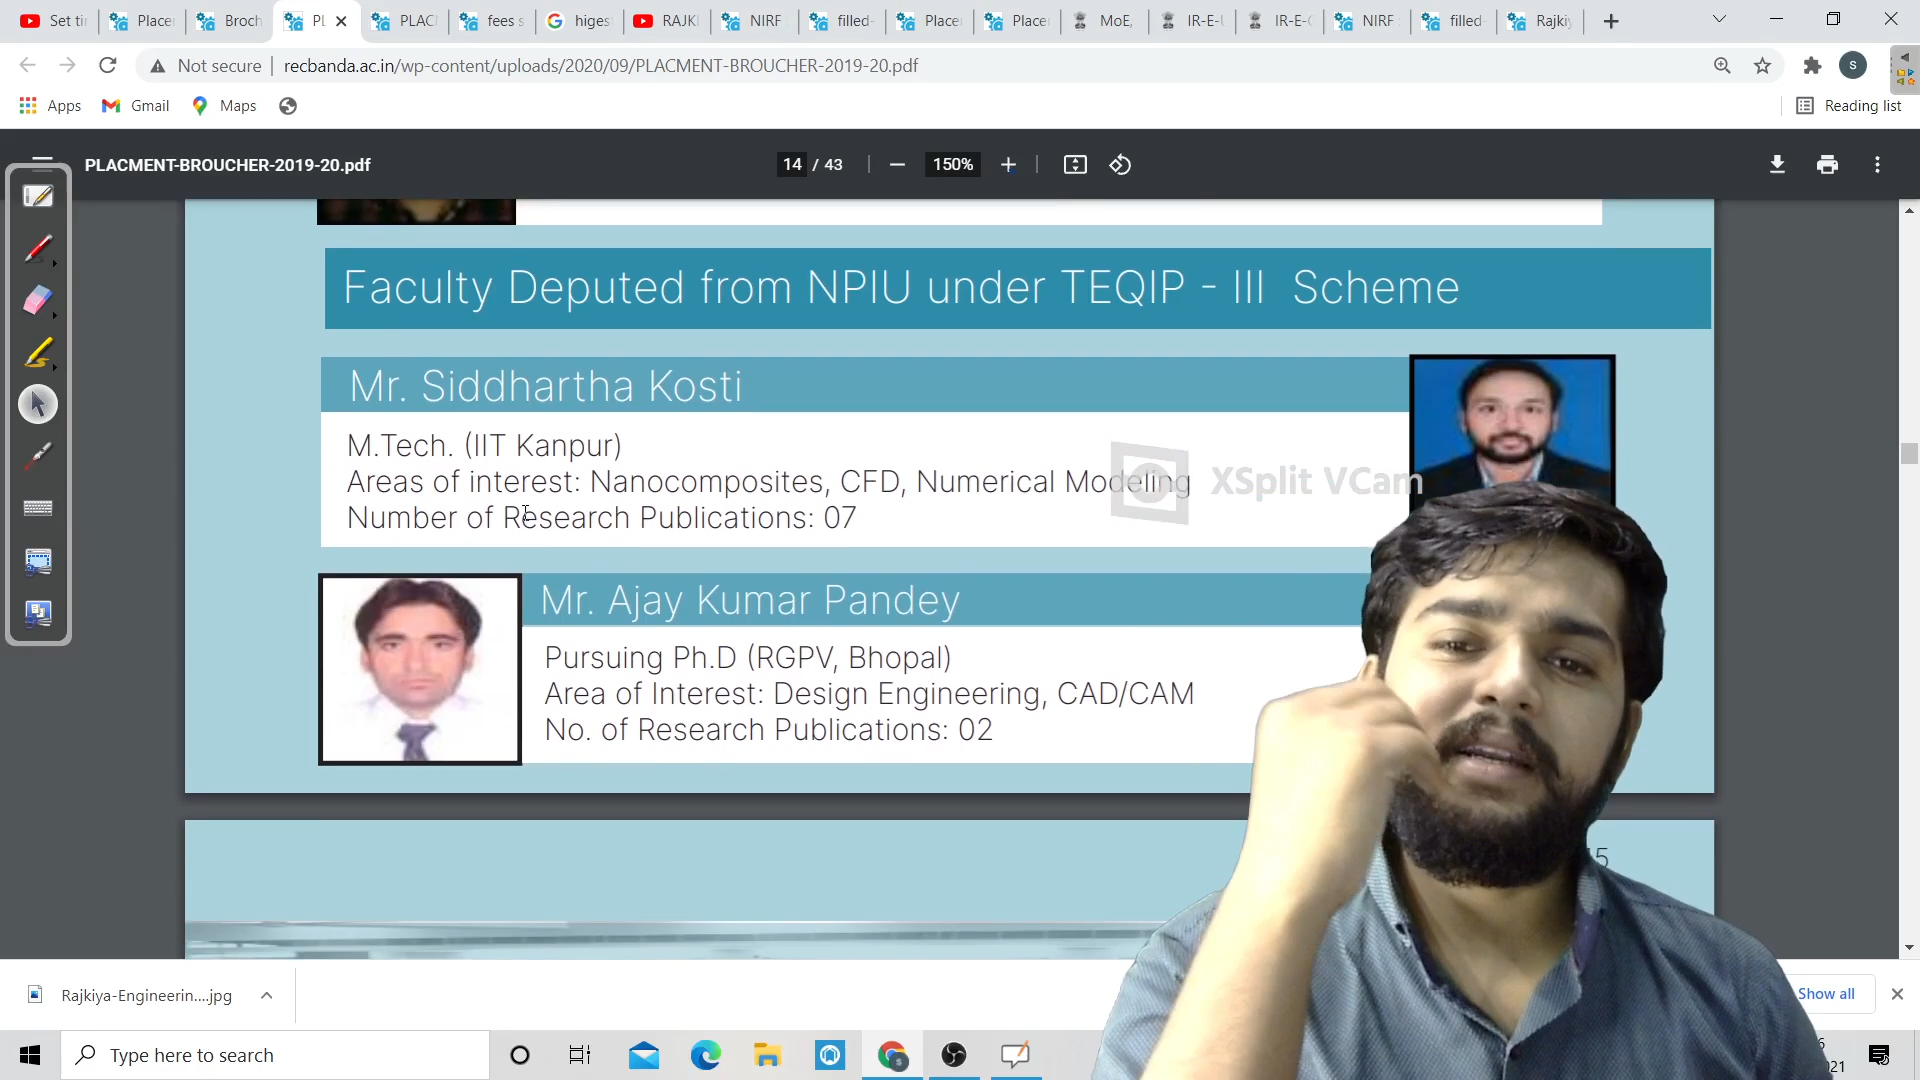 Set ti
Place
Broch
PL
PLAC
fees s
higes
RAJK
NIRF
filled-
Place
Place
MoE,
IR-E-
IR-E-
NIRF
filled-
Rajkiy
Not secure
recbanda.ac.in/wp-content/uploads/2020/09/PLACMENT-BROUCHER-2019-20.pdf
s
Apps
Gmail
Maps
Reading list
PLACMENT-BROUCHER-2019-20.pdf
14 / 43
150%
Faculty Deputed from NPIU under TEQIP - III Scheme
Mr. Siddhartha Kosti
M.Tech. (IIT Kanpur)
Areas of interest: Nanocomposites, CFD, Numerical Modeling
Number of Research Publications: 07
XSplit VCam
Mr. Ajay Kumar Pandey
Pursuing Ph.D (RGPV, Bhopal)
Area of Interest: Design Engineering, CAD/CAM
No. of Research Publications: 02
Rajkiya-Engineerin....jpg
Show all
Type here to search